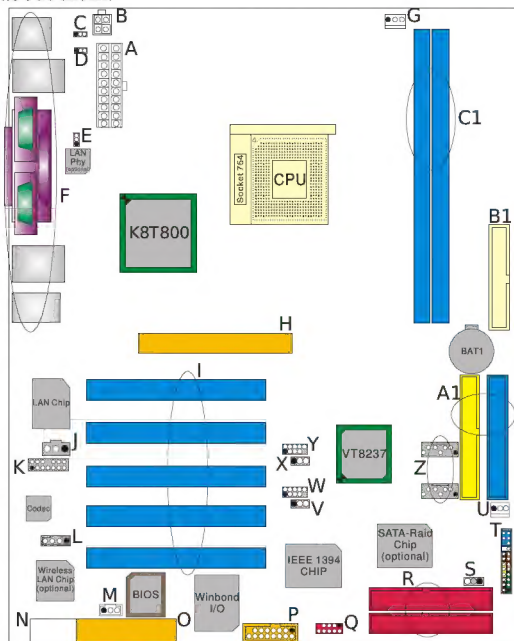 C
B
G
D
A
E
LAN
Phy
(optional)
F
Socket 754
CPU
C1
K8T800
B1
H
BAT1
I
A1
LAN Chip
J
K
Y
X
VT8237
Z
W
V
Codec
U
T
L
SATA-Raid
Chip
(optional)
IEEE 1394
CHIP
Wireless
LAN Chip
(optional)
R
S
M
BIOS
Winbond
I/O
N
O
P
Q